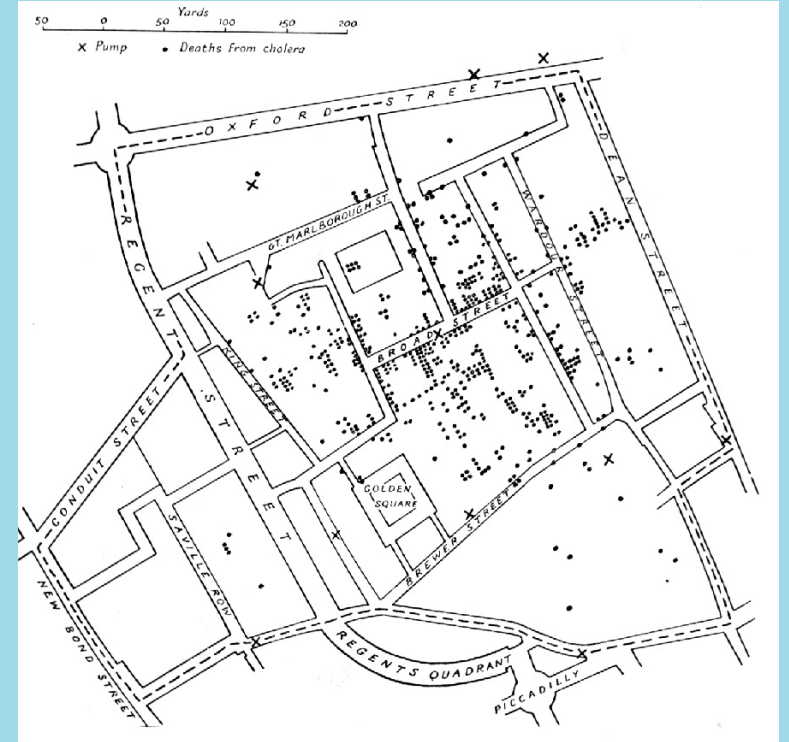 Yards
50 0 50 100 150 200
x Pump • Deaths from cholera
OXFORD STREET
DEAN STREET
REGENT STREET
GT. MARLBOROUGH ST.
WARDOUR STREET
BROAD STREET
KING STREET
CONDUIT STREET
GOLDEN
SQUARE
SAVILLE ROW
BREWER STREET
NEW BOND STREET
REGENTS QUADRANT
PICCADILLY